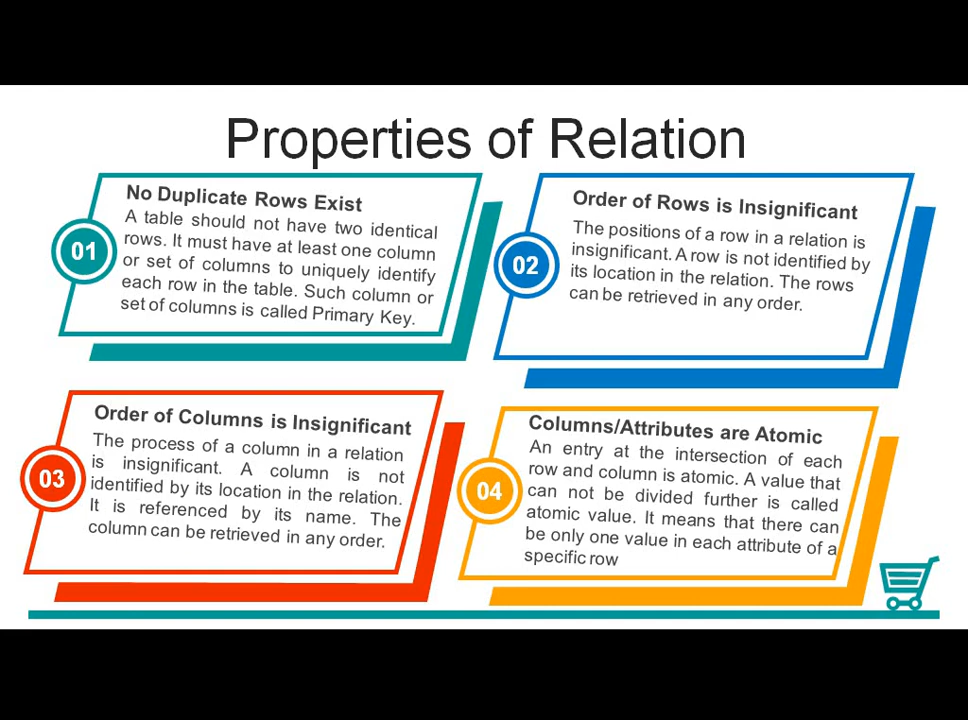 Properties of Relation
01
No Duplicate Rows Exist
A table should not have two identical
rows. It must have at least one column
or set of columns to uniquely identify
each row in the table. Such column or
set of columns is called Primary Key.
02
Order of Rows is Insignificant
The positions of a row in a relation is
insignificant. A row is not identified by
its location in the relation. The rows
can be retrieved in any order.
03
Order of Columns is Insignificant
The process of a column in a relation
is insignificant. A column is not
identified by its location in the relation.
It is referenced by its name. The
column can be retrieved in any order.
04
Columns/Attributes are Atomic
An entry at the intersection of each
row and column is atomic. A value that
can not be divided further is called
atomic value. It means that there can
be only one value in each attribute of a
specific row